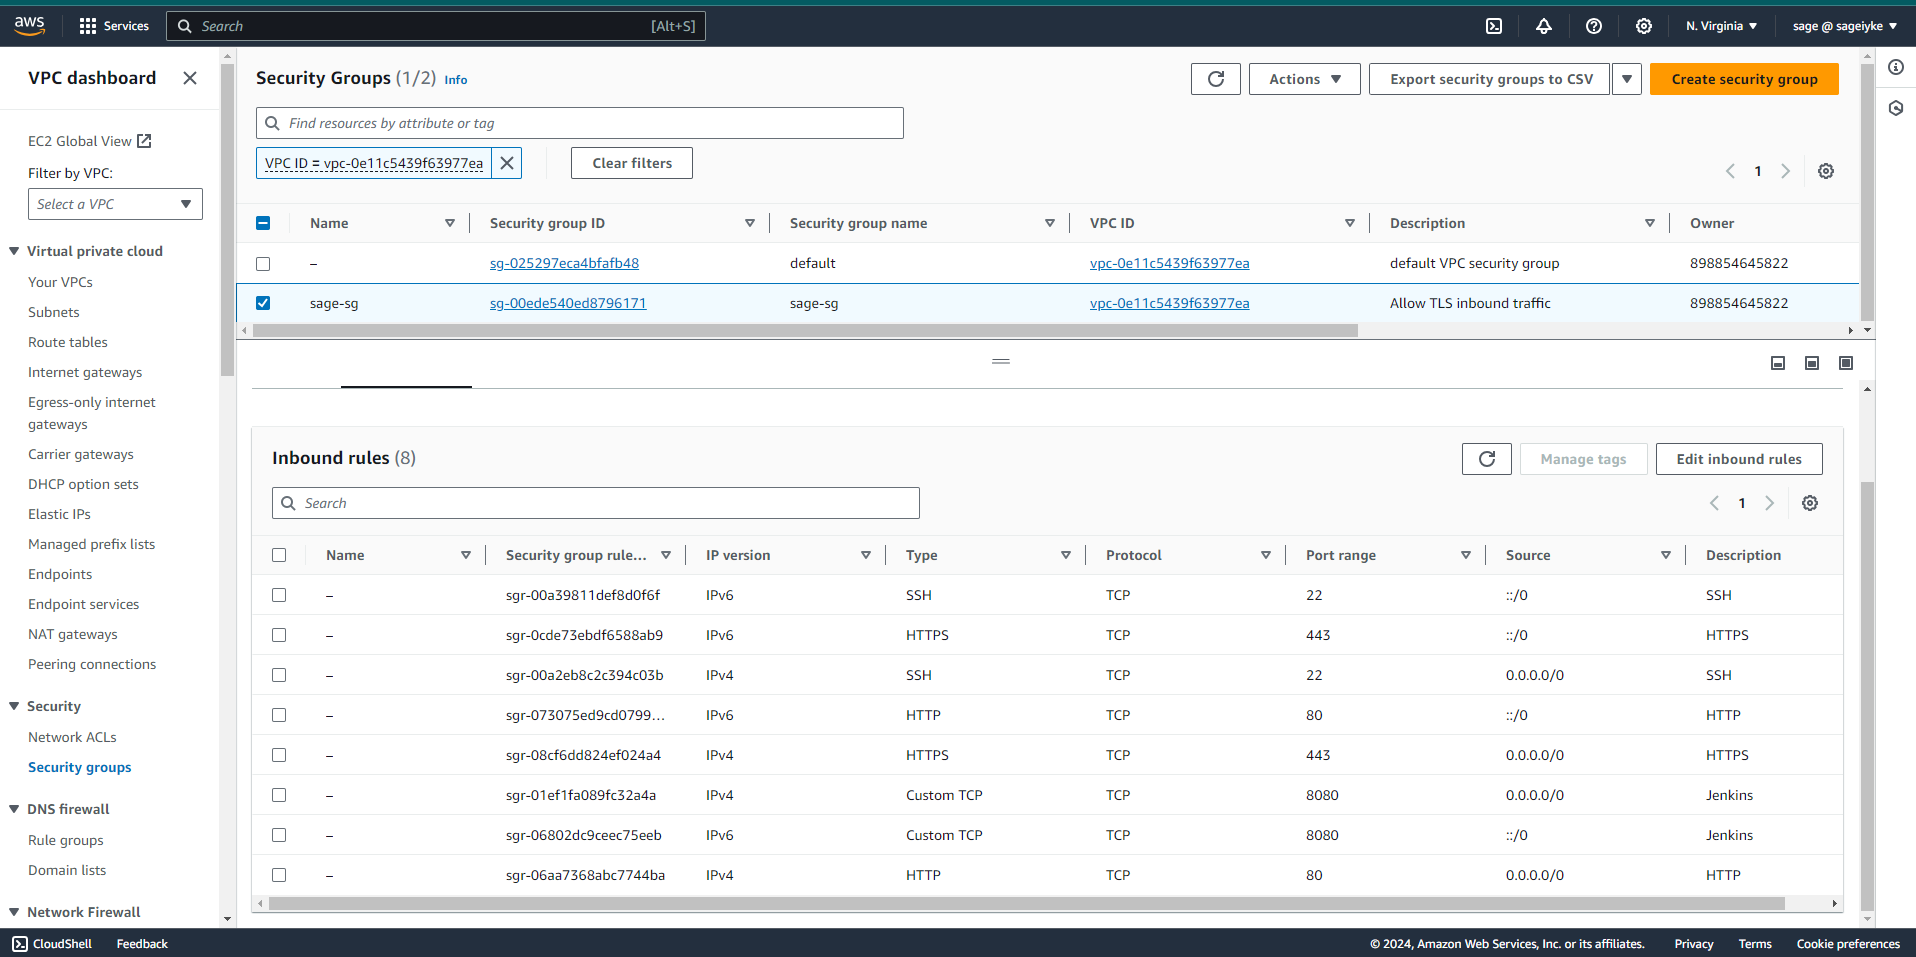 aws Services Search [Alt+S] N. Virginia sage @ sageiyke
VPC dashboard
EC2 Global View
Filter by VPC:
Select a VPC
Virtual private cloud
Your VPCs
Subnets
Route tables
Internet gateways
Egress-only internet
gateways
Carrier gateways
DHCP option sets
Elastic IPs
Managed prefix lists
Endpoints
Endpoint services
NAT gateways
Peering connections
Security
Network ACLs
Security groups
DNS firewall
Rule groups
Domain lists
Network Firewall
Security Groups (1/2) Info
Actions Export security groups to CSV Create security group
Find resources by attribute or tag
VPC ID = vpc-0e11c5439f63977ea Clear filters
1
Name Security group ID Security group name VPC ID Description Owner
– sg-025297eca4bfafb48 default vpc-0e11c5439f63977ea default VPC security group 898854645822
sage-sg sg-00ede540ed8796171 sage-sg vpc-0e11c5439f63977ea Allow TLS inbound traffic 898854645822
Inbound rules (8)
Manage tags Edit inbound rules
Search
1
Name Security group rule... IP version Type Protocol Port range Source Description
– sgr-00a39811def8d0f6f IPv6 SSH TCP 22 ::/0 SSH
– sgr-0cde73ebdf6588ab9 IPv6 HTTPS TCP 443 ::/0 HTTPS
– sgr-00a2eb8c2c394c03b IPv4 SSH TCP 22 0.0.0.0/0 SSH
– sgr-073075ed9cd0799... IPv6 HTTP TCP 80 ::/0 HTTP
– sgr-08cf6dd824ef024a4 IPv4 HTTPS TCP 443 0.0.0.0/0 HTTPS
– sgr-01ef1fa089fc32a4a IPv4 Custom TCP TCP 8080 0.0.0.0/0 Jenkins
– sgr-06802dc9ceec75eeb IPv6 Custom TCP TCP 8080 ::/0 Jenkins
– sgr-06aa7368abc7744ba IPv4 HTTP TCP 80 0.0.0.0/0 HTTP
CloudShell Feedback © 2024, Amazon Web Services, Inc. or its affiliates. Privacy Terms Cookie preferences